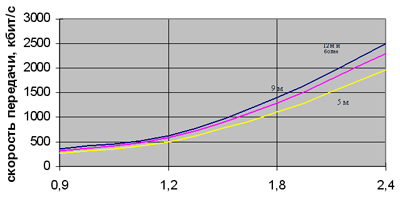 скорость передачи, кбит/с
3000
2500
2000
1500
1000
500
0
12м и
более
9 м
5 м
0,9
1,2
1,8
2,4